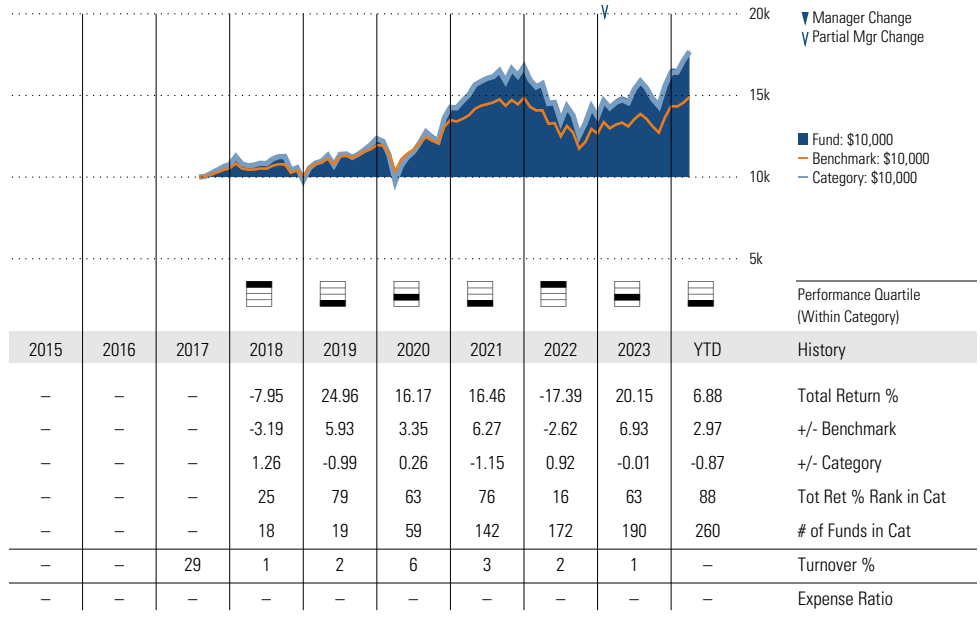 20k
▼ Manager Change
∨ Partial Mgr Change
15k
Fund: $10,000
Benchmark: $10,000
Category: $10,000
10k
5k
Performance Quartile
(Within Category)
2015 2016 2017 2018 2019 2020 2021 2022 2023 YTD History
– – – -7.95 24.96 16.17 16.46 -17.39 20.15 6.88 Total Return %
– – – -3.19 5.93 3.35 6.27 -2.62 6.93 2.97 +/- Benchmark
– – – 1.26 -0.99 0.26 -1.15 0.92 -0.01 -0.87 +/- Category
– – – 25 79 63 76 16 63 88 Tot Ret % Rank in Cat
– – – 18 19 59 142 172 190 260 # of Funds in Cat
– – 29 1 2 6 3 2 1 – Turnover %
– – – – – – – – – – Expense Ratio